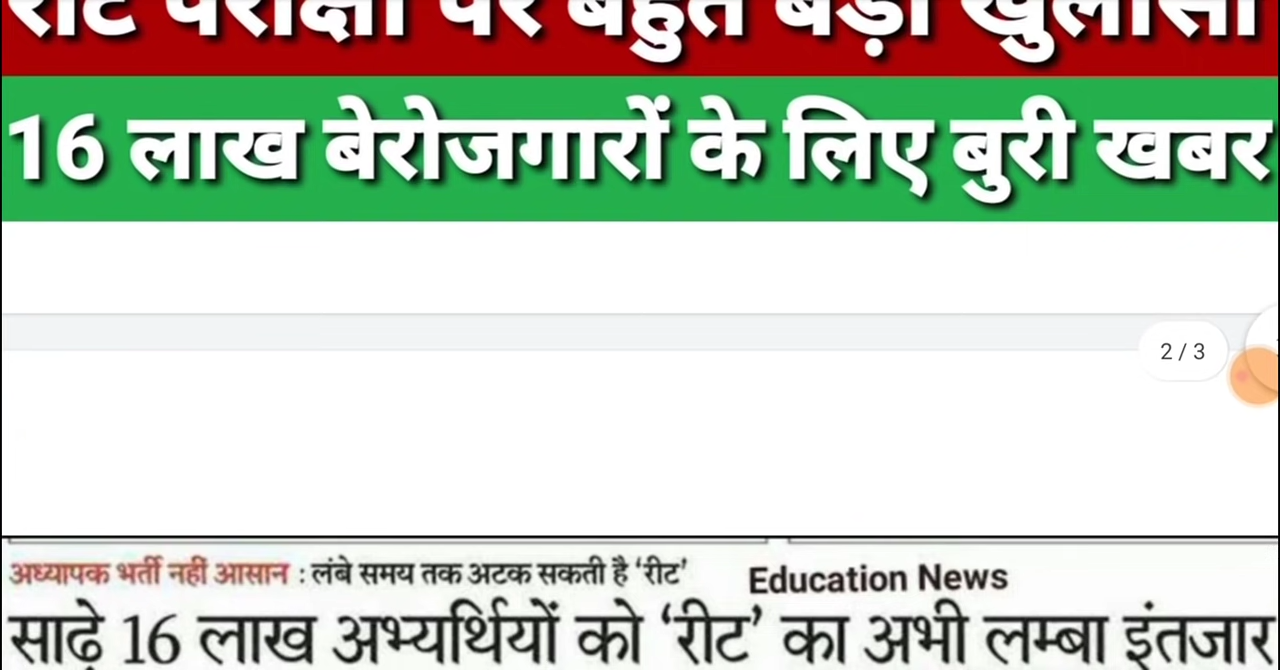 रीट परीक्षा पर बहुत बड़ा खुलासा
16 लाख बेरोजगारों के लिए बुरी खबर
2 / 3
अध्यापक भर्ती नहीं आसान : लंबे समय तक अटक सकती है ‘रीट’
Education News
साढ़े 16 लाख अभ्यर्थियों को ‘रीट’ का अभी लम्बा इंतजार